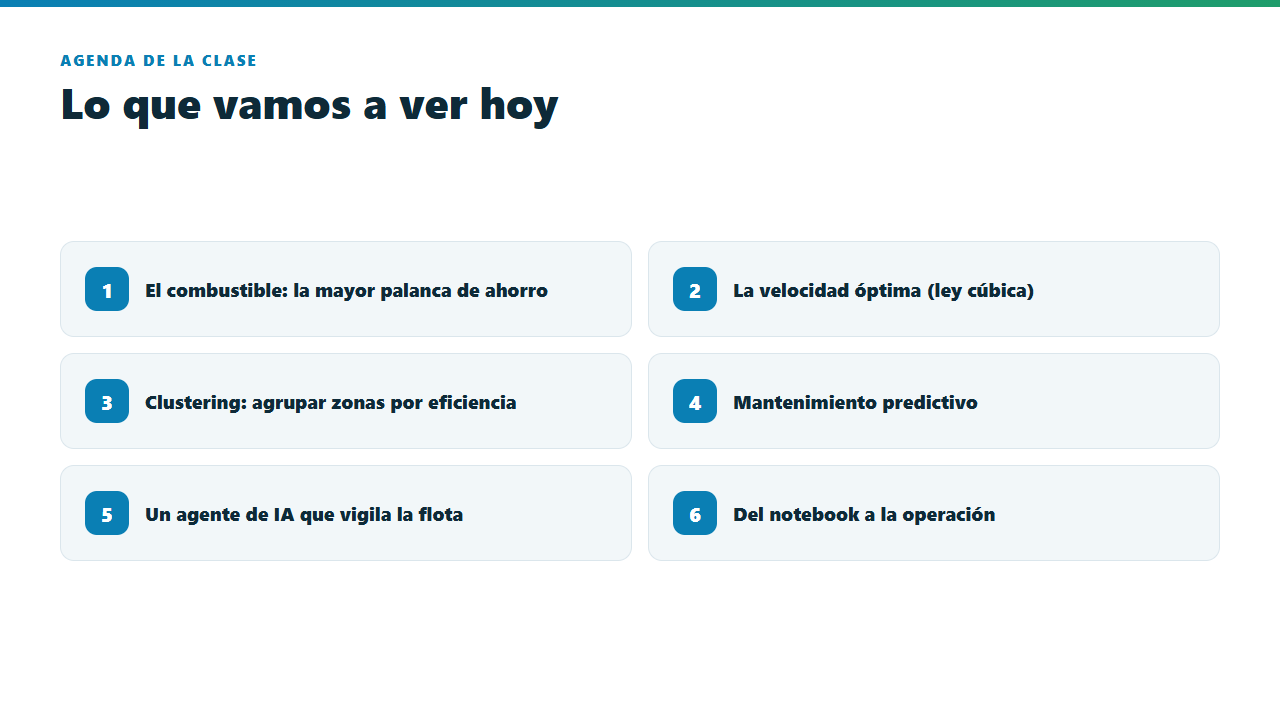 AGENDA DE LA CLASE
Lo que vamos a ver hoy
1 El combustible: la mayor palanca de ahorro
2 La velocidad óptima (ley cúbica)
3 Clustering: agrupar zonas por eficiencia
4 Mantenimiento predictivo
5 Un agente de IA que vigila la flota
6 Del notebook a la operación